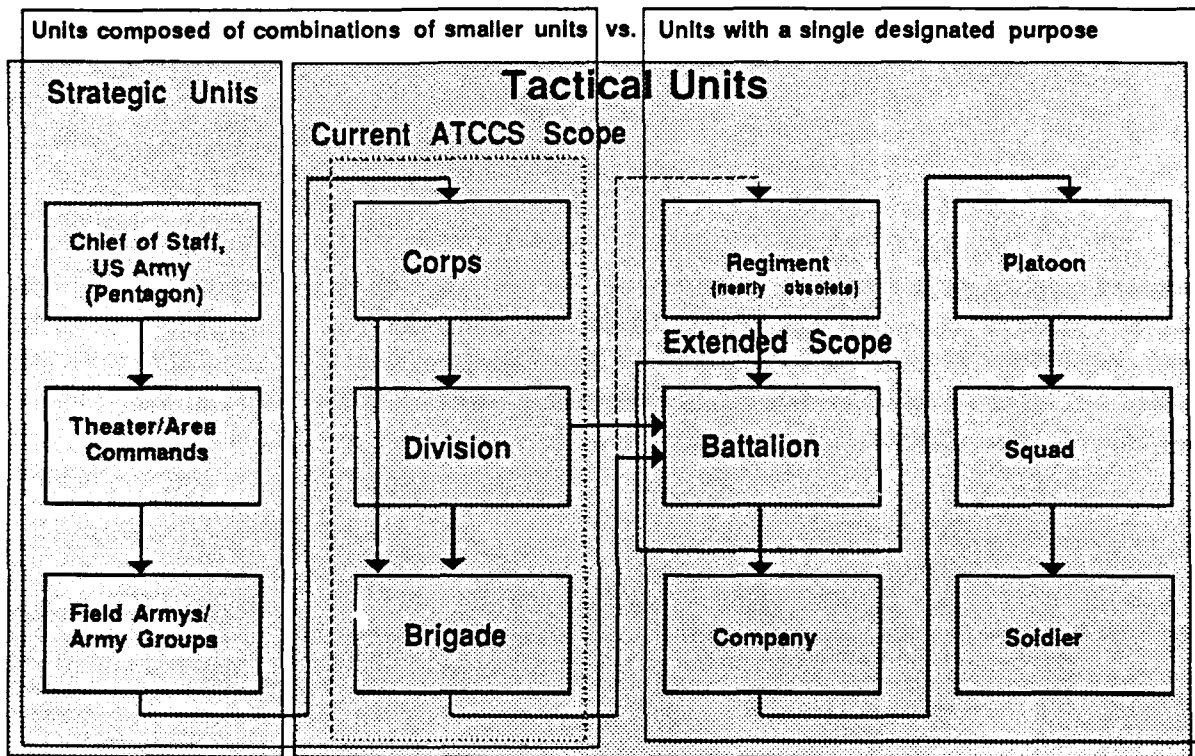 Units composed of combinations of smaller units vs. Units with a single designated purpose
Strategic Units
Tactical Units
Current ATCCS Scope
Chief of Staff,
US Army
(Pentagon)
Theater/Area
Commands
Field Armys/
Army Groups
Corps
Division
Brigade
Regiment
(nearly obsolete)
Extended Scope
Battalion
Company
Platoon
Squad
Soldier